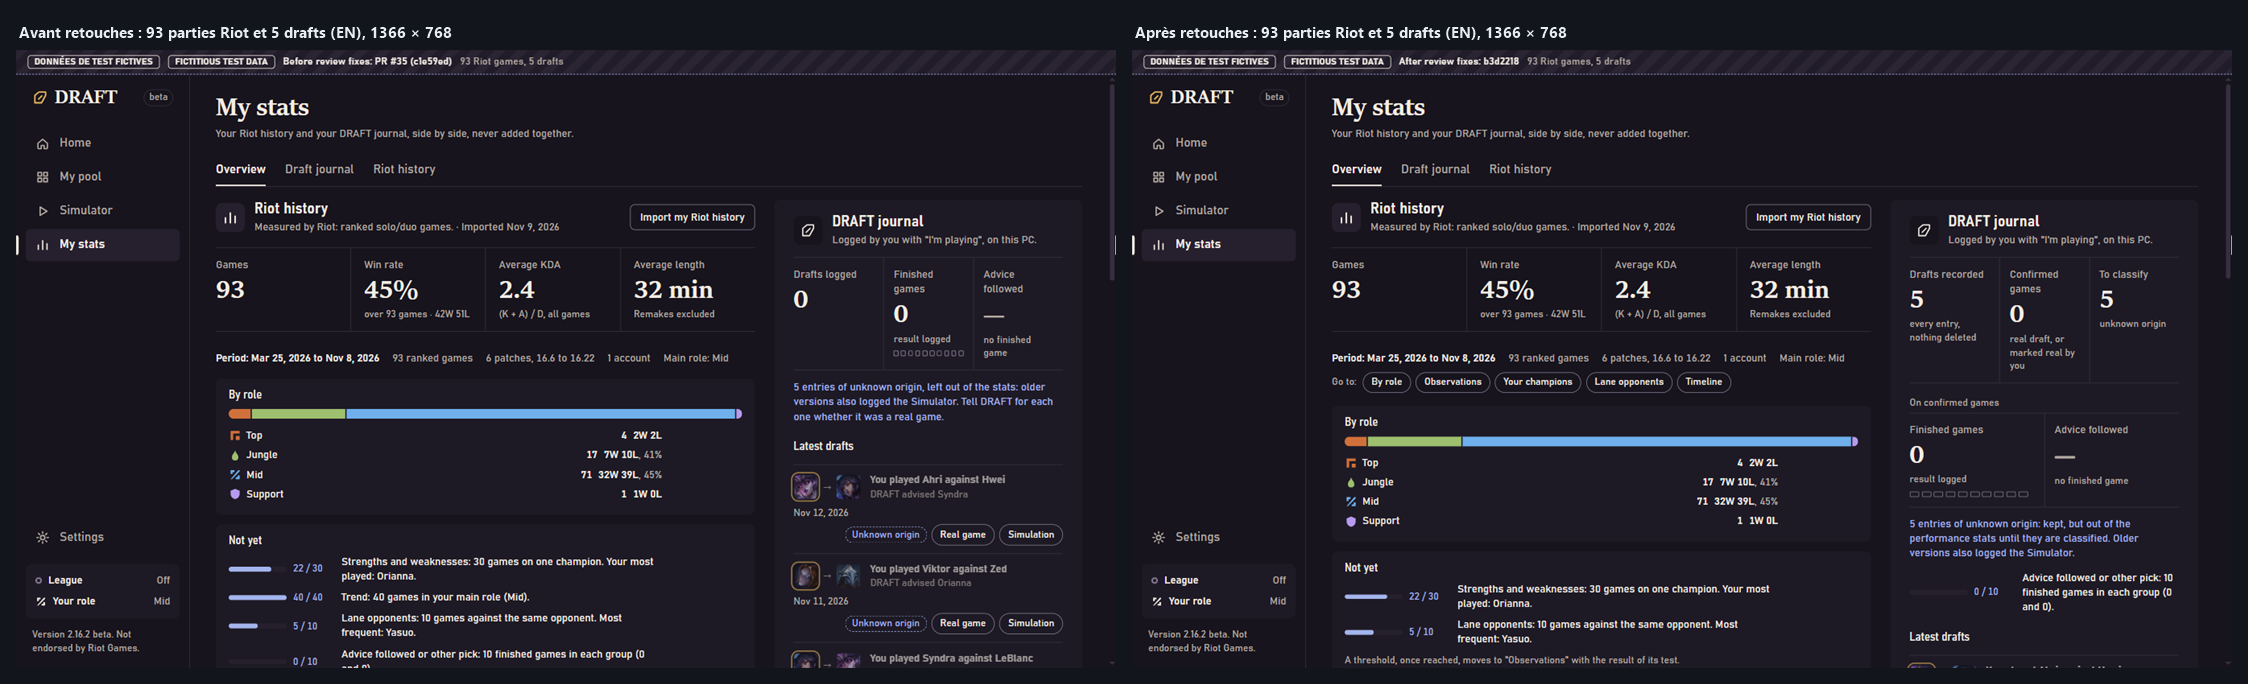 Avant retouches : 93 parties Riot et 5 drafts (EN), 1366 × 768
DONNÉES DE TEST FICTIVES
FICTITIOUS TEST DATA
Before review fixes: PR #35 (c1e59ed)
93 Riot games, 5 drafts
DRAFT
beta
Home
My pool
Simulator
My stats
Settings
League Off
Your role Mid
Version 2.16.2 beta. Not
endorsed by Riot Games.
My stats
Your Riot history and your DRAFT journal, side by side, never added together.
Overview
Draft journal
Riot history
Riot history
Measured by Riot: ranked solo/duo games. · Imported Nov 9, 2026
Import my Riot history
Games
93
Win rate
45%
over 93 games · 42W 51L
Average KDA
2.4
(K + A) / D, all games
Average length
32 min
Remakes excluded
Period: Mar 25, 2026 to Nov 8, 2026 93 ranked games 6 patches, 16.6 to 16.22 1 account Main role: Mid
By role
Top 4 2W 2L
Jungle 17 7W 10L, 41%
Mid 71 32W 39L, 45%
Support 1 1W 0L
Not yet
22 / 30
Strengths and weaknesses: 30 games on one champion. Your most
played: Orianna.
40 / 40
Trend: 40 games in your main role (Mid).
5 / 10
Lane opponents: 10 games against the same opponent. Most
frequent: Yasuo.
0 / 10
Advice followed or other pick: 10 finished games in each group (0
and 0).
DRAFT journal
Logged by you with "I'm playing", on this PC.
Drafts logged
0
Finished
games
0
result logged
Advice
followed
—
no finished
game
5 entries of unknown origin, left out of the stats: older
versions also logged the Simulator. Tell DRAFT for each
one whether it was a real game.
Latest drafts
You played Ahri against Hwei
DRAFT advised Syndra
Nov 12, 2026
Unknown origin
Real game
Simulation
You played Viktor against Zed
DRAFT advised Orianna
Nov 11, 2026
Unknown origin
Real game
Simulation
You played Syndra against LeBlanc
Après retouches : 93 parties Riot et 5 drafts (EN), 1366 × 768
DONNÉES DE TEST FICTIVES
FICTITIOUS TEST DATA
After review fixes: b3d2218
93 Riot games, 5 drafts
DRAFT
beta
Home
My pool
Simulator
My stats
Settings
League Off
Your role Mid
Version 2.16.2 beta. Not
endorsed by Riot Games.
My stats
Your Riot history and your DRAFT journal, side by side, never added together.
Overview
Draft journal
Riot history
Riot history
Measured by Riot: ranked solo/duo games. · Imported Nov 9, 2026
Import my Riot history
Games
93
Win rate
45%
over 93 games · 42W 51L
Average KDA
2.4
(K + A) / D, all games
Average length
32 min
Remakes excluded
Period: Mar 25, 2026 to Nov 8, 2026 93 ranked games 6 patches, 16.6 to 16.22 1 account Main role: Mid
Go to:
By role
Observations
Your champions
Lane opponents
Timeline
By role
Top 4 2W 2L
Jungle 17 7W 10L, 41%
Mid 71 32W 39L, 45%
Support 1 1W 0L
Not yet
22 / 30
Strengths and weaknesses: 30 games on one champion. Your most
played: Orianna.
5 / 10
Lane opponents: 10 games against the same opponent. Most
frequent: Yasuo.
A threshold, once reached, moves to "Observations" with the result of its test.
DRAFT journal
Logged by you with "I'm playing", on this PC.
Drafts recorded
5
every entry,
nothing deleted
Confirmed
games
0
real draft, or
marked real by
you
To classify
5
unknown origin
On confirmed games
Finished games
0
result logged
Advice followed
—
no finished game
5 entries of unknown origin: kept, but out of the
performance stats until they are classified. Older
versions also logged the Simulator.
0 / 10
Advice followed or other pick: 10
finished games in each group (0
and 0).
Latest drafts